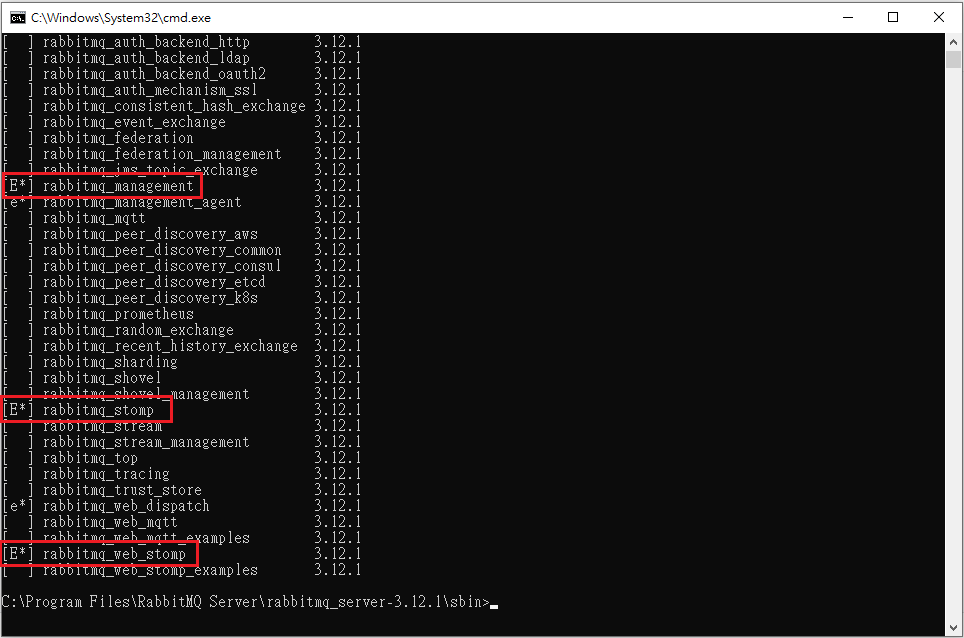 C:\Windows\System32\cmd.exe
[  ] rabbitmq_auth_backend_http 3.12.1
[  ] rabbitmq_auth_backend_ldap 3.12.1
[  ] rabbitmq_auth_backend_oauth2 3.12.1
[  ] rabbitmq_auth_mechanism_ssl 3.12.1
[  ] rabbitmq_consistent_hash_exchange 3.12.1
[  ] rabbitmq_event_exchange 3.12.1
[  ] rabbitmq_federation 3.12.1
[  ] rabbitmq_federation_management 3.12.1
[  ] rabbitmq_jms_topic_exchange 3.12.1
[E*] rabbitmq_management 3.12.1
[e*] rabbitmq_management_agent 3.12.1
[  ] rabbitmq_mqtt 3.12.1
[  ] rabbitmq_peer_discovery_aws 3.12.1
[  ] rabbitmq_peer_discovery_common 3.12.1
[  ] rabbitmq_peer_discovery_consul 3.12.1
[  ] rabbitmq_peer_discovery_etcd 3.12.1
[  ] rabbitmq_peer_discovery_k8s 3.12.1
[  ] rabbitmq_prometheus 3.12.1
[  ] rabbitmq_random_exchange 3.12.1
[  ] rabbitmq_recent_history_exchange 3.12.1
[  ] rabbitmq_sharding 3.12.1
[  ] rabbitmq_shovel 3.12.1
[  ] rabbitmq_shovel_management 3.12.1
[E*] rabbitmq_stomp 3.12.1
[  ] rabbitmq_stream 3.12.1
[  ] rabbitmq_stream_management 3.12.1
[  ] rabbitmq_top 3.12.1
[  ] rabbitmq_tracing 3.12.1
[  ] rabbitmq_trust_store 3.12.1
[e*] rabbitmq_web_dispatch 3.12.1
[  ] rabbitmq_web_mqtt 3.12.1
[  ] rabbitmq_web_mqtt_examples 3.12.1
[E*] rabbitmq_web_stomp 3.12.1
[  ] rabbitmq_web_stomp_examples 3.12.1
C:\Program Files\RabbitMQ Server\rabbitmq_server-3.12.1\sbin>